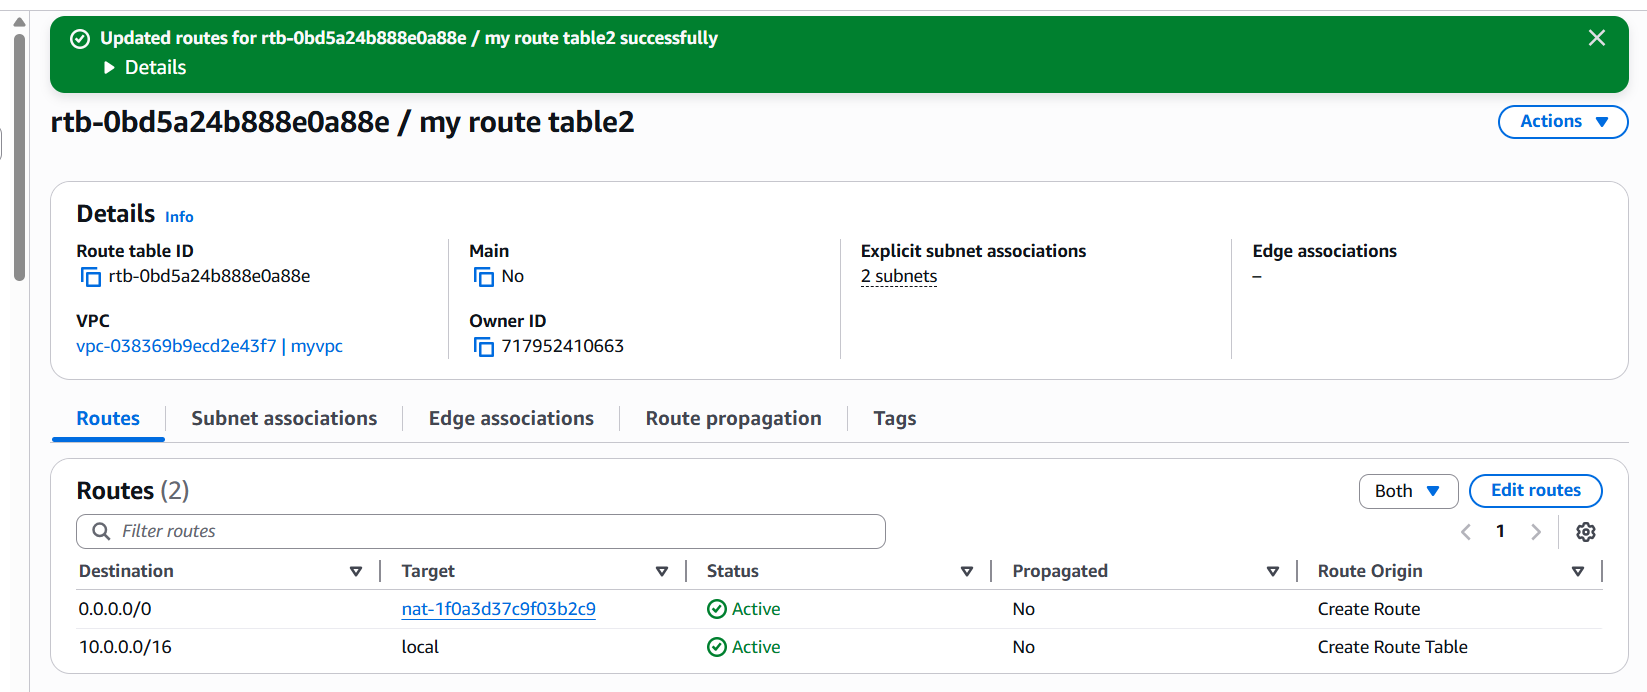 Updated routes for rtb-0bd5a24b888e0a88e / my route table2 successfully
Details
rtb-0bd5a24b888e0a88e / my route table2
Actions
Details Info
Route table ID
rtb-0bd5a24b888e0a88e
Main
No
Explicit subnet associations
2 subnets
Edge associations
–
VPC
vpc-038369b9ecd2e43f7 | myvpc
Owner ID
717952410663
Routes Subnet associations Edge associations Route propagation Tags
Routes (2)
Both
Edit routes
Filter routes
1
Destination Target Status Propagated Route Origin
0.0.0.0/0 nat-1f0a3d37c9f03b2c9 Active No Create Route
10.0.0.0/16 local Active No Create Route Table